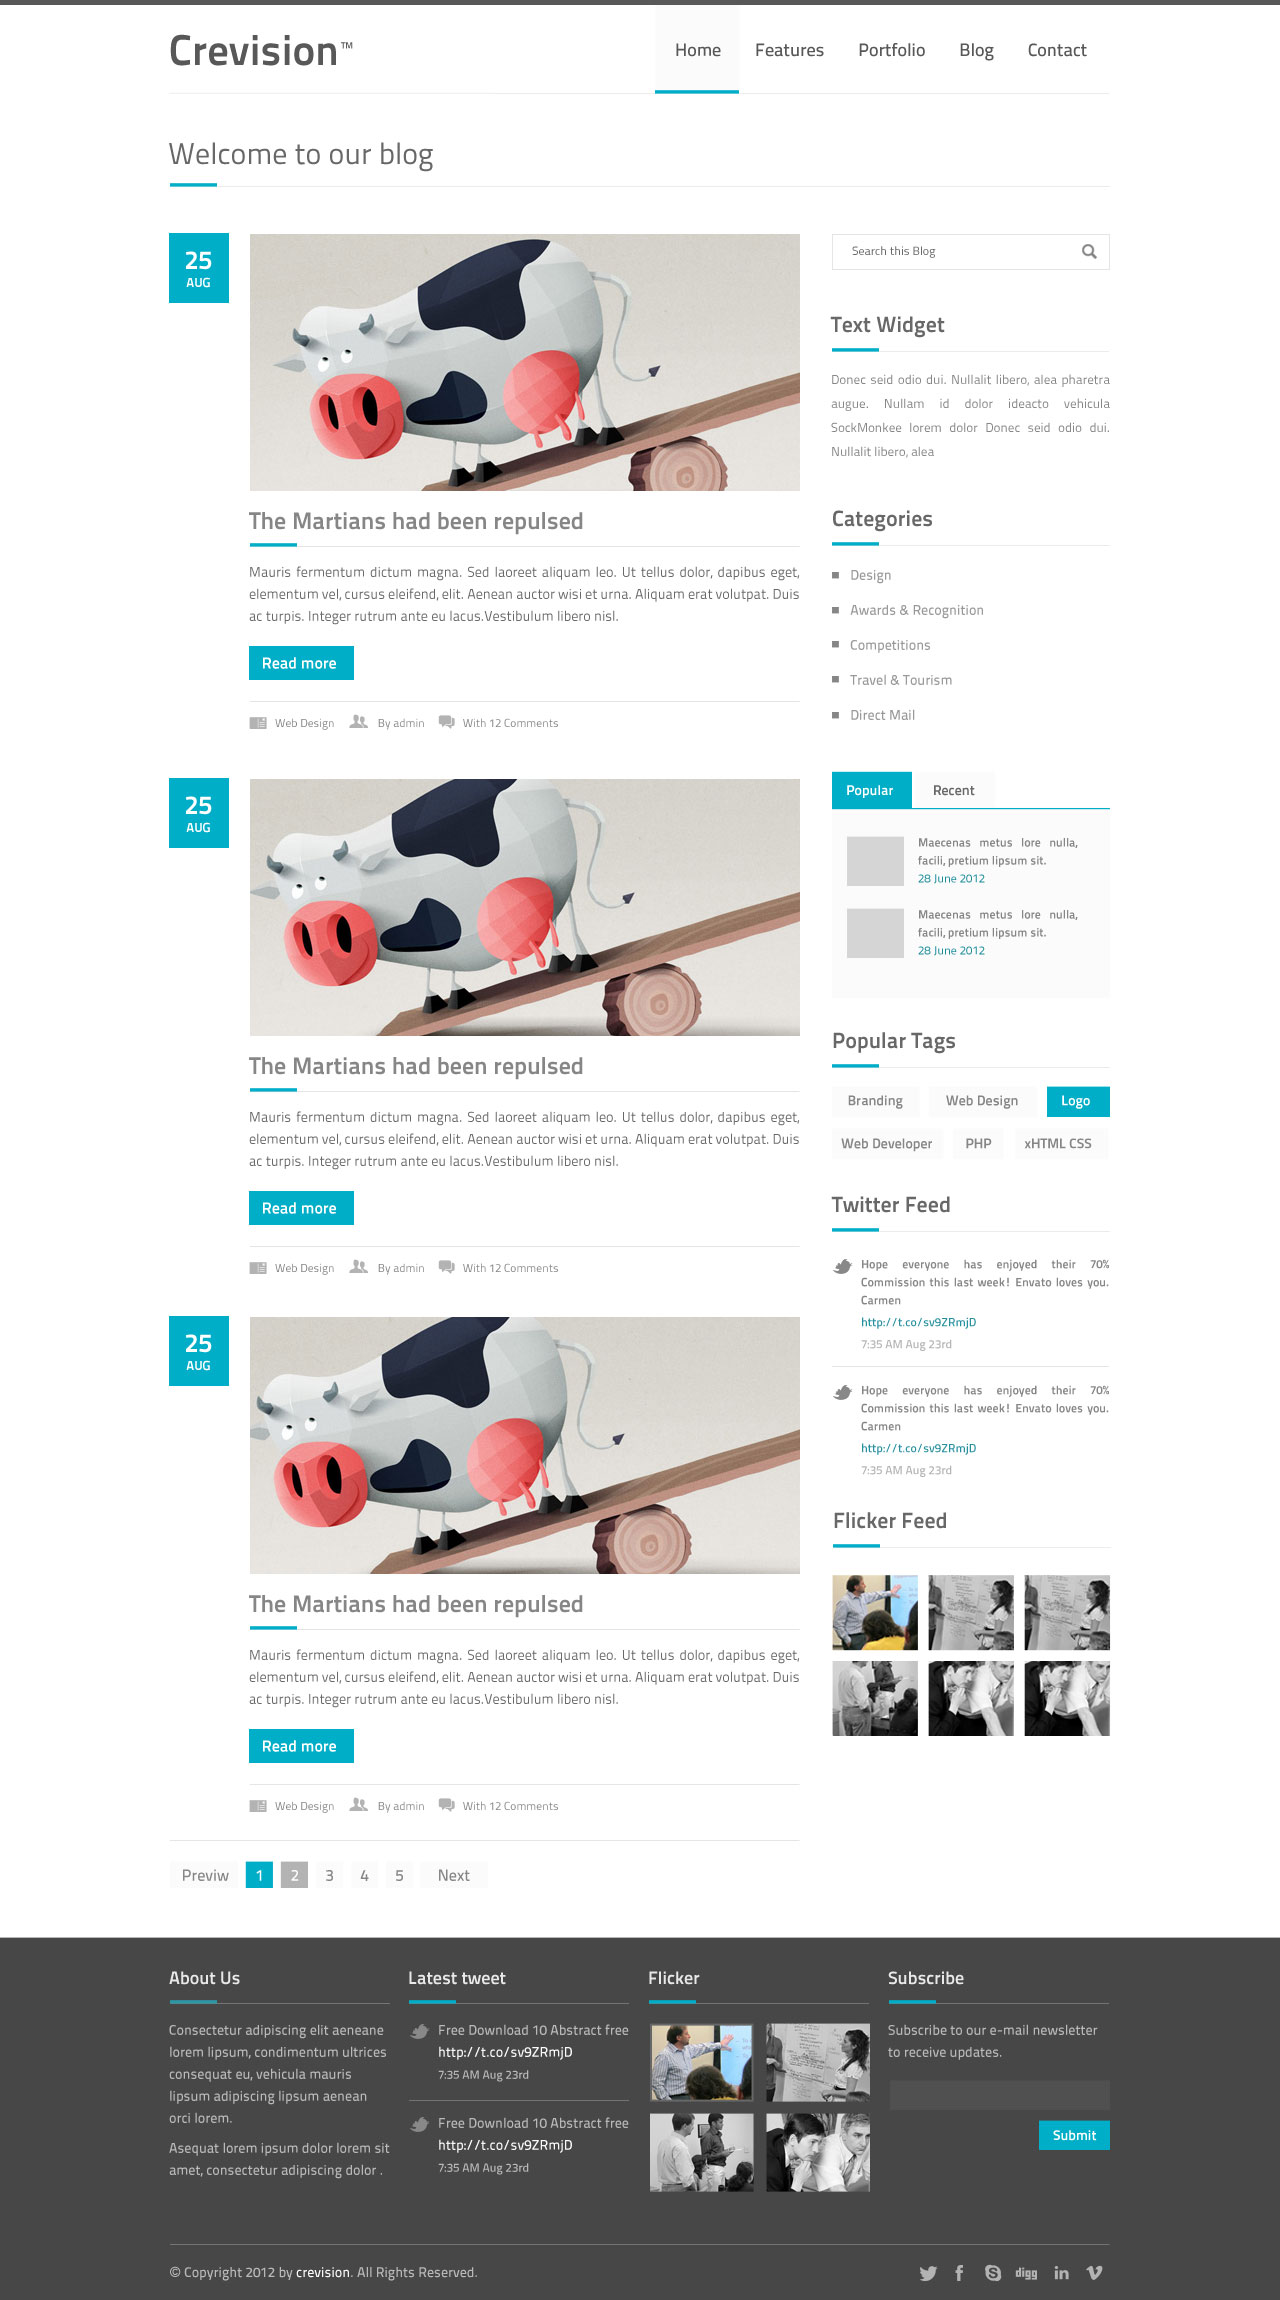 Crevision™
Home Features Portfolio Blog Contact
Welcome to our blog
25
AUG
The Martians had been repulsed
Mauris fermentum dictum magna. Sed laoreet aliquam leo. Ut tellus dolor, dapibus eget,
elementum vel, cursus eleifend, elit. Aenean auctor wisi et urna. Aliquam erat volutpat. Duis
ac turpis. Integer rutrum ante eu lacus.Vestibulum libero nisl.
Read more
Web Design By admin With 12 Comments
25
AUG
The Martians had been repulsed
Mauris fermentum dictum magna. Sed laoreet aliquam leo. Ut tellus dolor, dapibus eget,
elementum vel, cursus eleifend, elit. Aenean auctor wisi et urna. Aliquam erat volutpat. Duis
ac turpis. Integer rutrum ante eu lacus.Vestibulum libero nisl.
Read more
Web Design By admin With 12 Comments
25
AUG
The Martians had been repulsed
Mauris fermentum dictum magna. Sed laoreet aliquam leo. Ut tellus dolor, dapibus eget,
elementum vel, cursus eleifend, elit. Aenean auctor wisi et urna. Aliquam erat volutpat. Duis
ac turpis. Integer rutrum ante eu lacus.Vestibulum libero nisl.
Read more
Web Design By admin With 12 Comments
Previw 1 2 3 4 5 Next
Search this Blog
Text Widget
Donec seid odio dui. Nullalit libero, alea pharetra
augue. Nullam id dolor ideacto vehicula
SockMonkee lorem dolor Donec seid odio dui.
Nullalit libero, alea
Categories
Design
Awards & Recognition
Competitions
Travel & Tourism
Direct Mail
Popular Recent
Maecenas metus lore nulla,
facili, pretium lipsum sit.
28 June 2012
Maecenas metus lore nulla,
facili, pretium lipsum sit.
28 June 2012
Popular Tags
Branding Web Design Logo
Web Developer PHP xHTML CSS
Twitter Feed
Hope everyone has enjoyed their 70%
Commission this last week! Envato loves you.
Carmen
http://t.co/sv9ZRmjD
7:35 AM Aug 23rd
Hope everyone has enjoyed their 70%
Commission this last week! Envato loves you.
Carmen
http://t.co/sv9ZRmjD
7:35 AM Aug 23rd
Flicker Feed
About Us
Consectetur adipiscing elit aeneane
lorem lipsum, condimentum ultrices
consequat eu, vehicula mauris
lipsum adipiscing lipsum aenean
orci lorem.
Asequat lorem ipsum dolor lorem sit
amet, consectetur adipiscing dolor .
Latest tweet
Free Download 10 Abstract free
http://t.co/sv9ZRmjD
7:35 AM Aug 23rd
Free Download 10 Abstract free
http://t.co/sv9ZRmjD
7:35 AM Aug 23rd
Flicker
Subscribe
Subscribe to our e-mail newsletter
to receive updates.
Submit
© Copyright 2012 by crevision. All Rights Reserved.
digg in